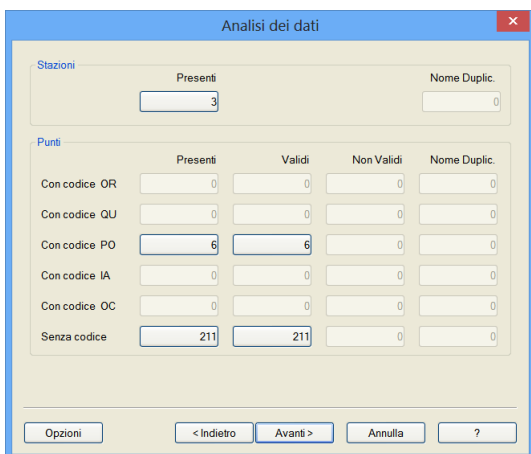 Analisi dei dati
Stazioni
Presenti Nome Duplic.
3 0
Punti
Presenti Validi Non Validi Nome Duplic.
Con codice OR 0 0 0 0
Con codice QU 0 0 0 0
Con codice PO 6 6 0 0
Con codice IA 0 0 0 0
Con codice OC 0 0 0 0
Senza codice 211 211 0 0
Opzioni < Indietro Avanti > Annulla ?